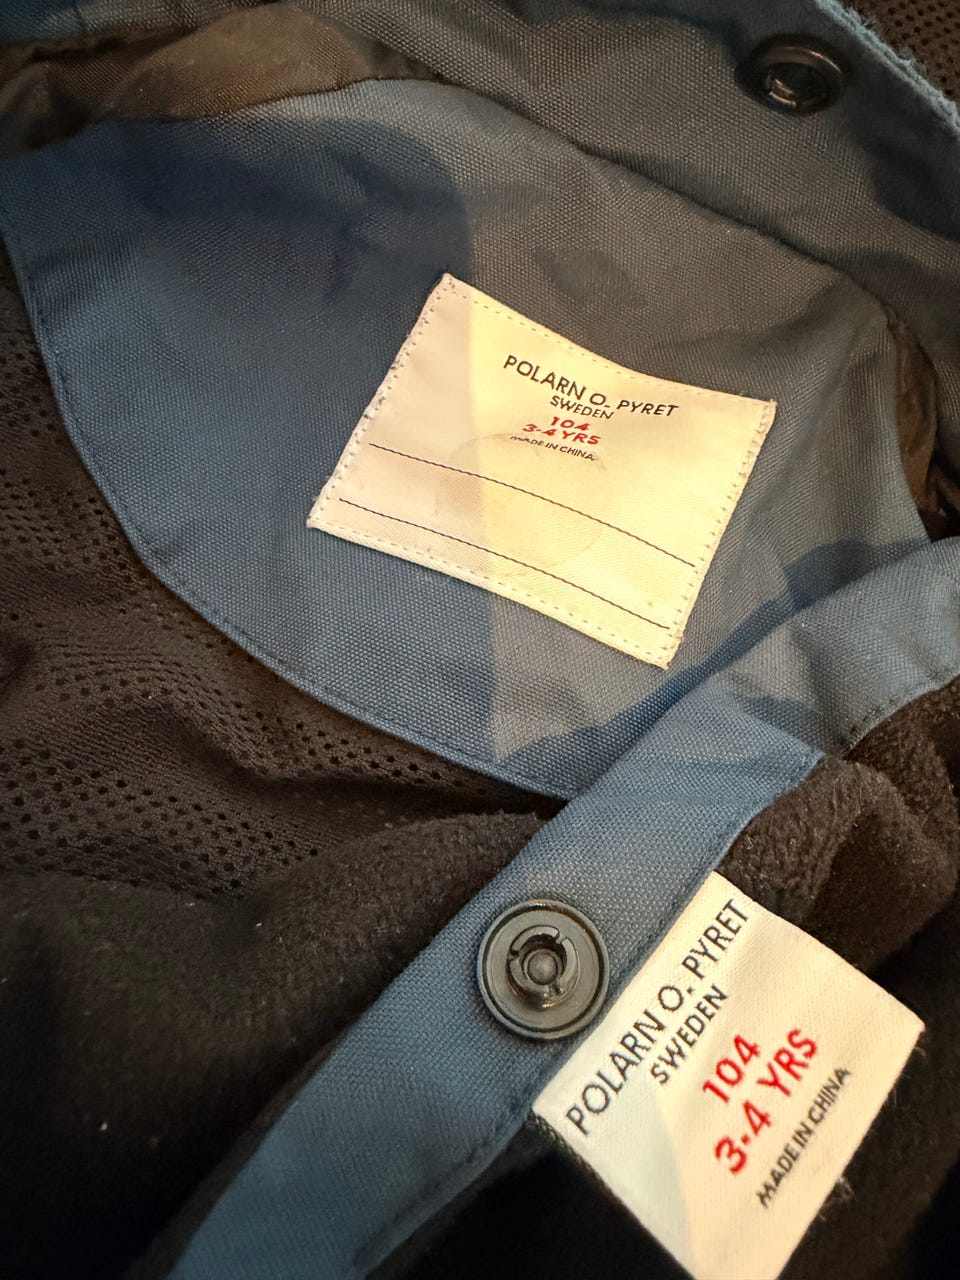 POLARN O. PYRET
SWEDEN
104
3-4 YRS
MADE IN CHINA
POLARN O. PYRET
SWEDEN
104
3-4 YRS
MADE IN CHINA